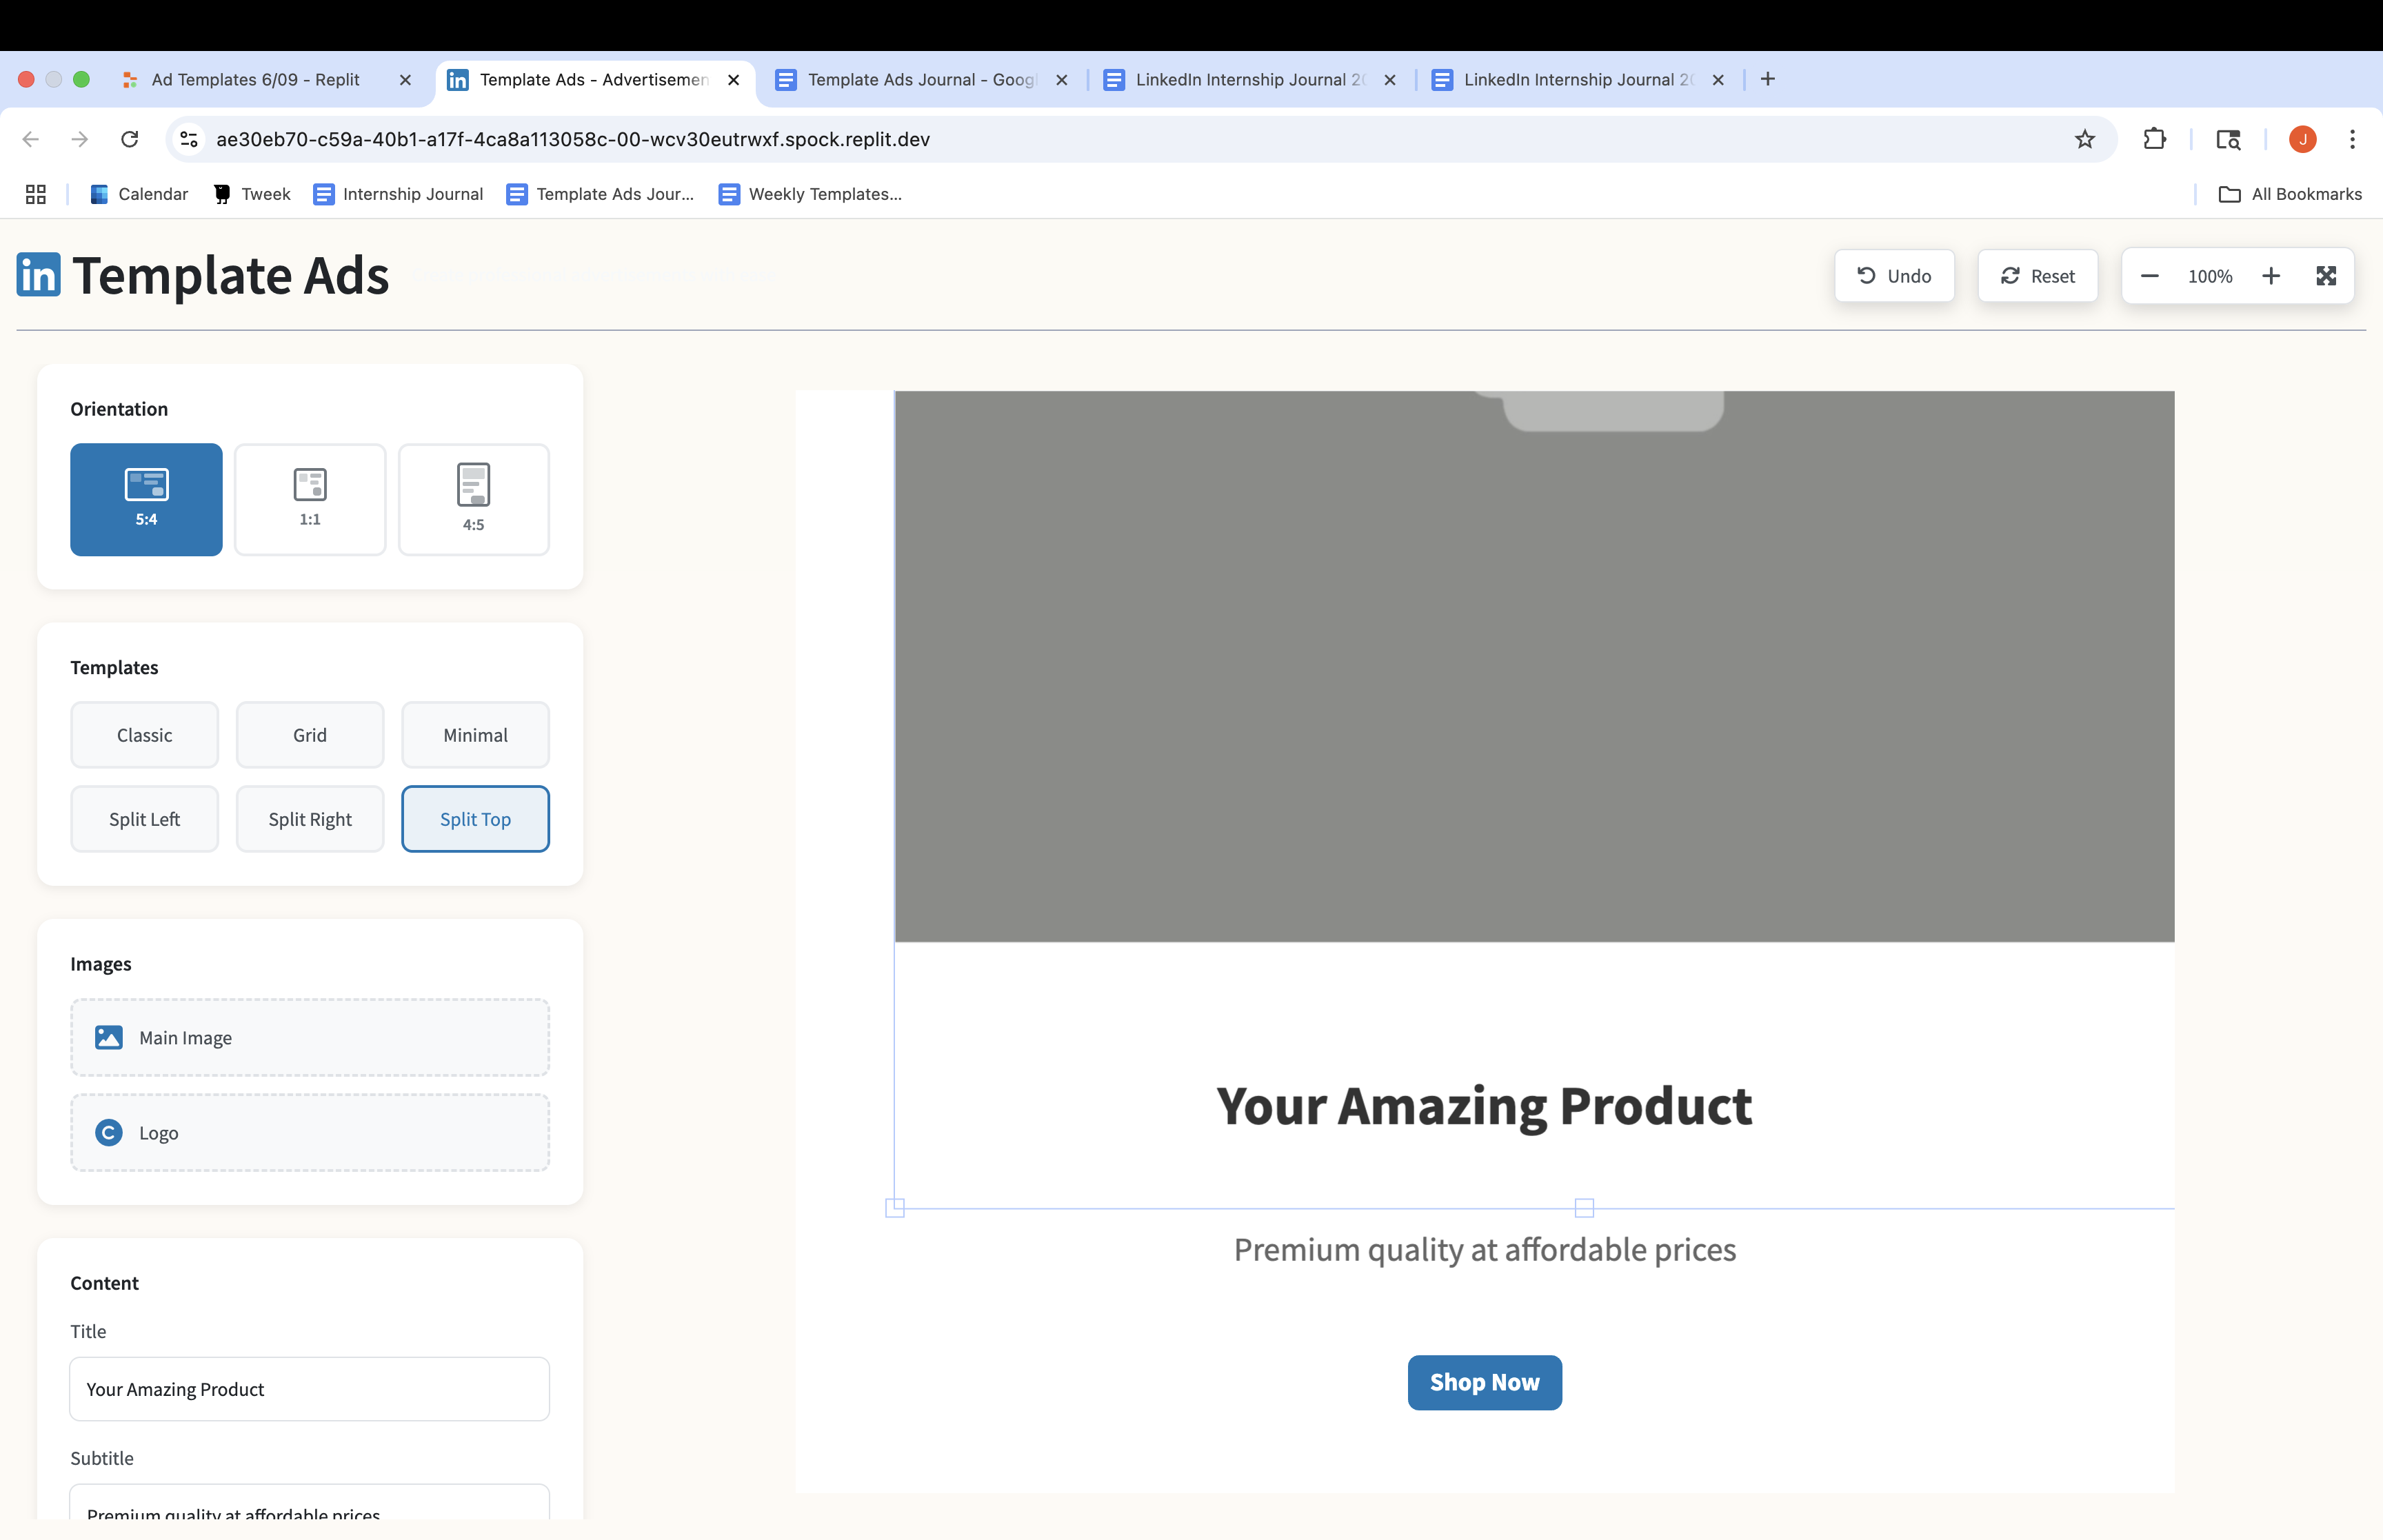 Ad Templates 6/09 - Replit
Template Ads - Advertisemen
Template Ads Journal - Goog
LinkedIn Internship Journal 20
LinkedIn Internship Journal 20
ae30eb70-c59a-40b1-a17f-4ca8a113058c-00-wcv30eutrwxf.spock.replit.dev
J
Calendar
Tweek
Internship Journal
Template Ads Jour...
Weekly Templates...
All Bookmarks
in Template Ads
Undo
Reset
100%
Orientation
5:4
1:1
4:5
Templates
Classic
Grid
Minimal
Split Left
Split Right
Split Top
Images
Main Image
C Logo
Content
Title
Your Amazing Product
Subtitle
Premium quality at affordable prices
Your Amazing Product
Premium quality at affordable prices
Shop Now